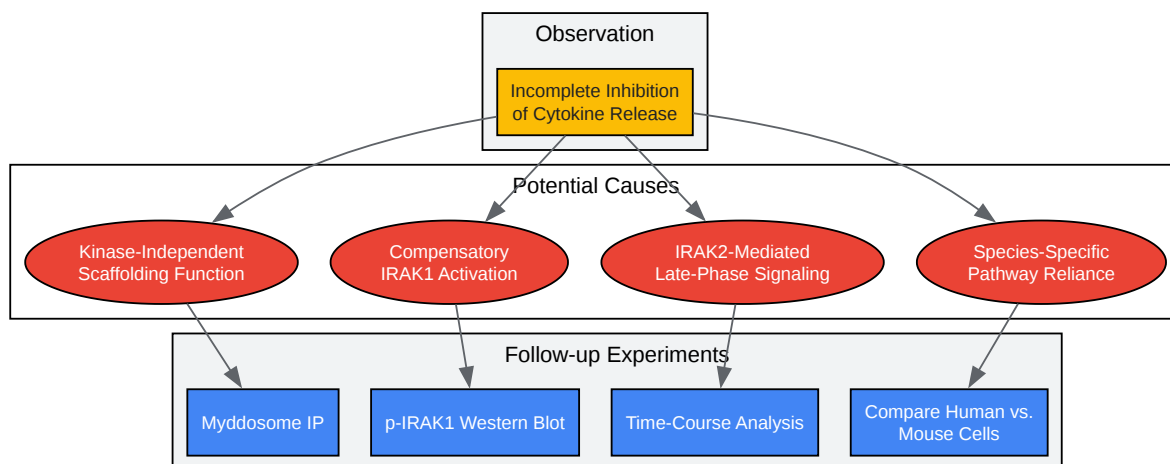 Observation
Incomplete Inhibition
of Cytokine Release
Potential Causes
Kinase-Independent
Scaffolding Function
Compensatory
IRAK1 Activation
IRAK2-Mediated
Late-Phase Signaling
Species-Specific
Pathway Reliance
Follow-up Experiments
Myddosome IP
p-IRAK1 Western Blot
Time-Course Analysis
Compare Human vs.
Mouse Cells